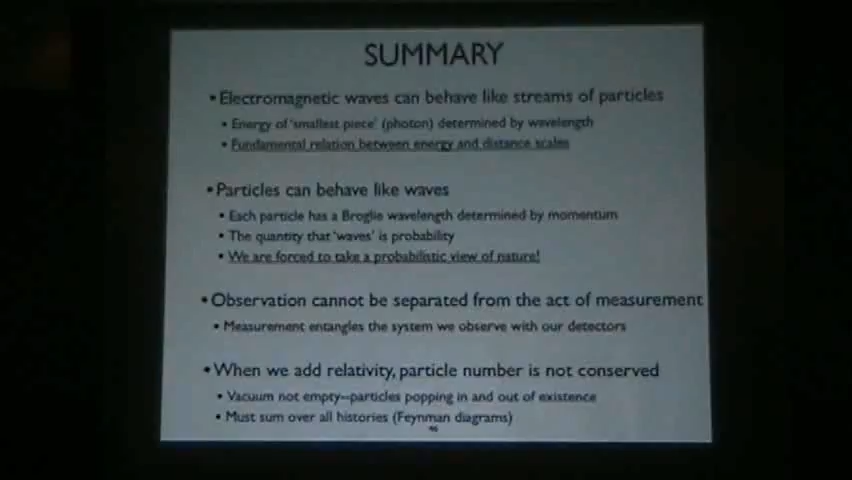 SUMMARY
• Electromagnetic waves can behave like streams of particles
• Energy of 'smallest piece' (photon) determined by wavelength
• Fundamental relation between energy and distance scales
• Particles can behave like waves
• Each particle has a Broglie wavelength determined by momentum
• The quantity that 'waves' is probability
• We are forced to take a probabilistic view of nature!
• Observation cannot be separated from the act of measurement
• Measurement entangles the system we observe with our detectors
• When we add relativity, particle number is not conserved
• Vacuum not empty--particles popping in and out of existence
• Must sum over all histories (Feynman diagrams)